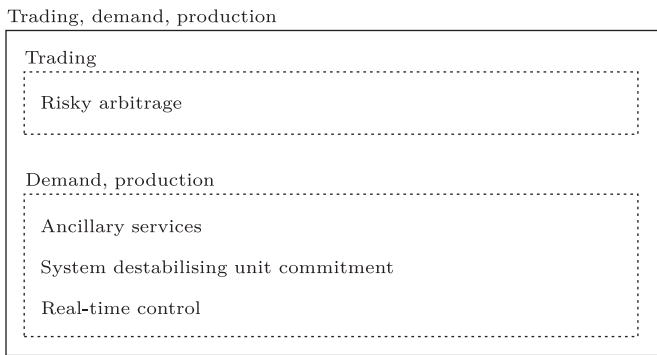 Trading, demand, production
Trading
Risky arbitrage
Demand, production
Ancillary services
System destabilising unit commitment
Real-time control